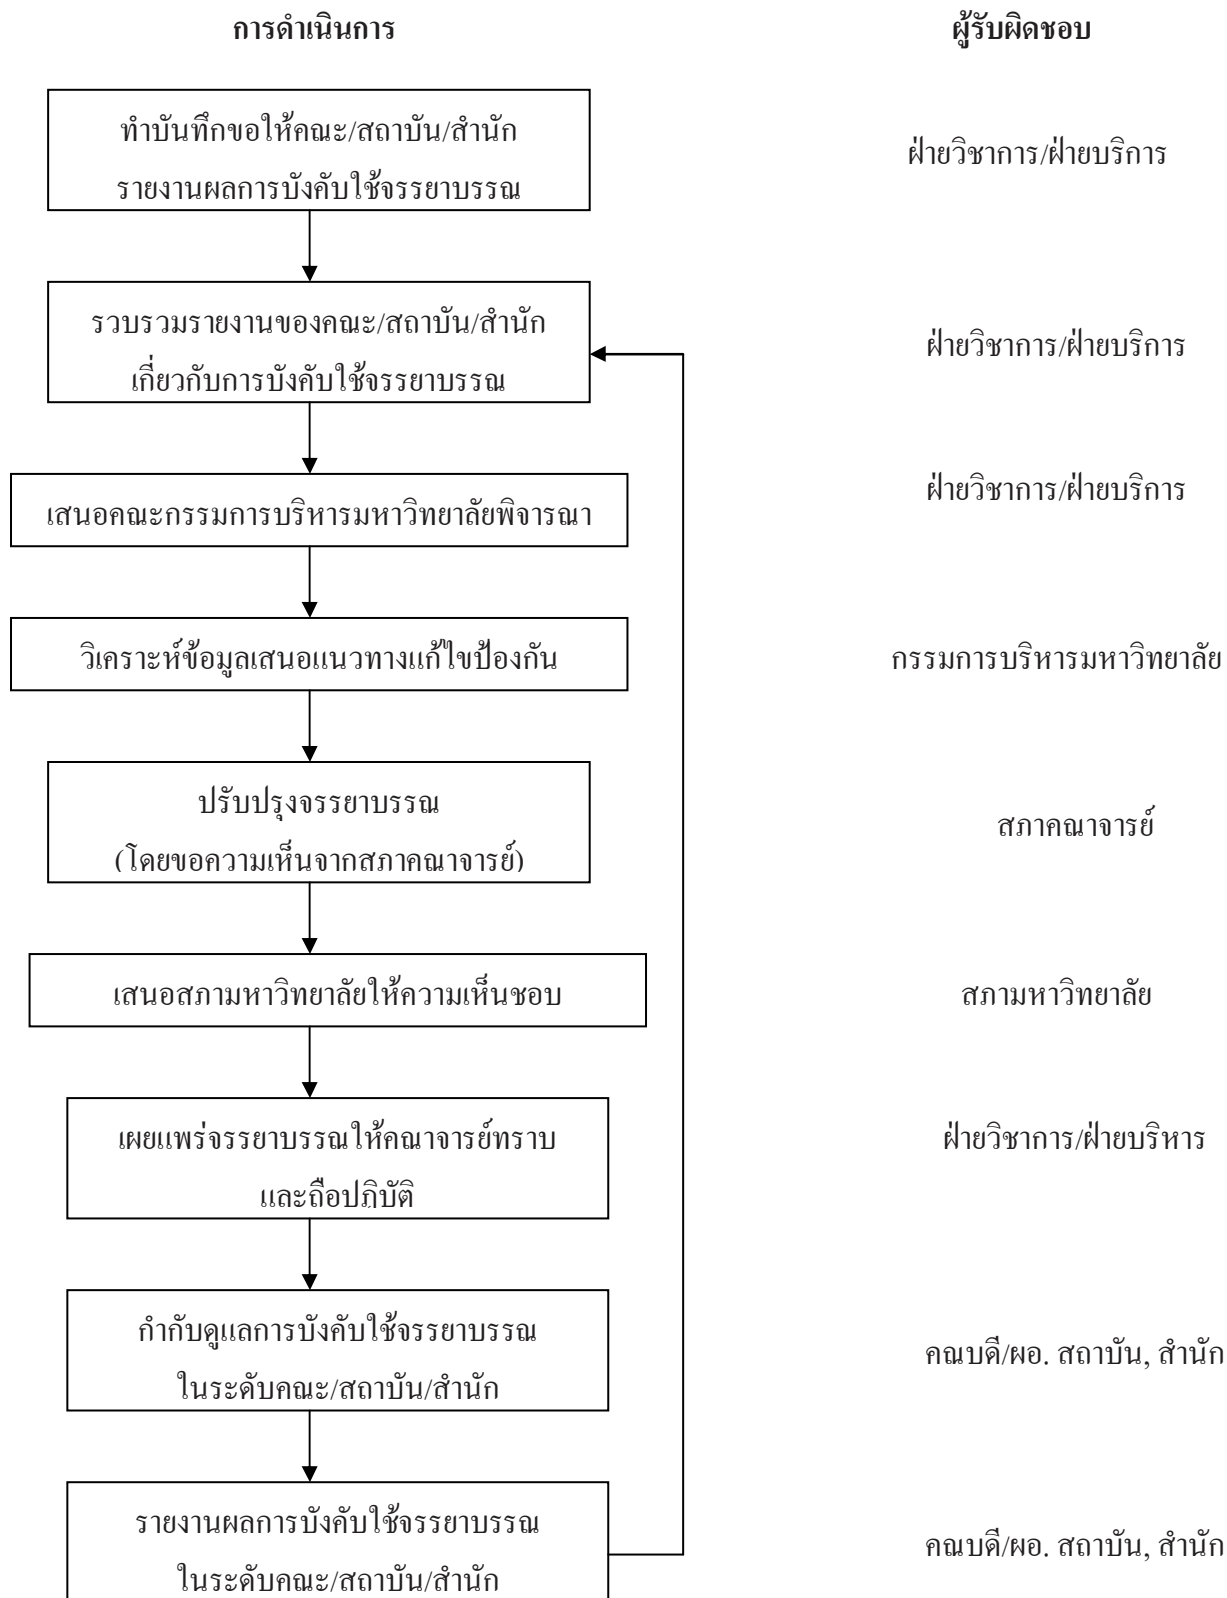 การดำเนินการ ผู้รับผิดชอบ
ทำบันทึกขอให้คณะ/สถาบัน/สำนัก
รายงานผลการบังคับใช้จรรยาบรรณ
ฝ่ายวิชาการ/ฝ่ายบริการ
รวบรวมรายงานของคณะ/สถาบัน/สำนัก
เกี่ยวกับการบังคับใช้จรรยาบรรณ
ฝ่ายวิชาการ/ฝ่ายบริการ
เสนอคณะกรรมการบริหารมหาวิทยาลัยพิจารณา
ฝ่ายวิชาการ/ฝ่ายบริการ
วิเคราะห์ข้อมูลเสนอแนวทางแก้ไขป้องกัน
กรรมการบริหารมหาวิทยาลัย
ปรับปรุงจรรยาบรรณ
(โดยขอความเห็นจากสภาคณาจารย์)
สภาคณาจารย์
เสนอสภามหาวิทยาลัยให้ความเห็นชอบ
สภามหาวิทยาลัย
เผยแพร่จรรยาบรรณให้คณาจารย์ทราบ
และถือปฏิบัติ
ฝ่ายวิชาการ/ฝ่ายบริหาร
กำกับดูแลการบังคับใช้จรรยาบรรณ
ในระดับคณะ/สถาบัน/สำนัก
คณบดี/ผอ. สถาบัน, สำนัก
รายงานผลการบังคับใช้จรรยาบรรณ
ในระดับคณะ/สถาบัน/สำนัก
คณบดี/ผอ. สถาบัน, สำนัก